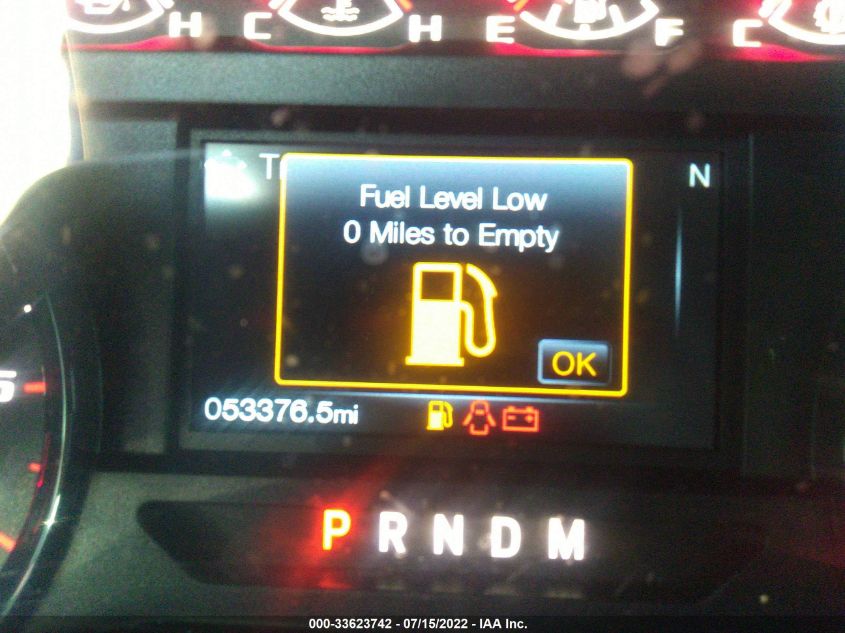 H C H E F C
T
N
Fuel Level Low
0 Miles to Empty
OK
053376.5mi
P R N D M
000-33623742 - 07/15/2022 - IAA Inc.